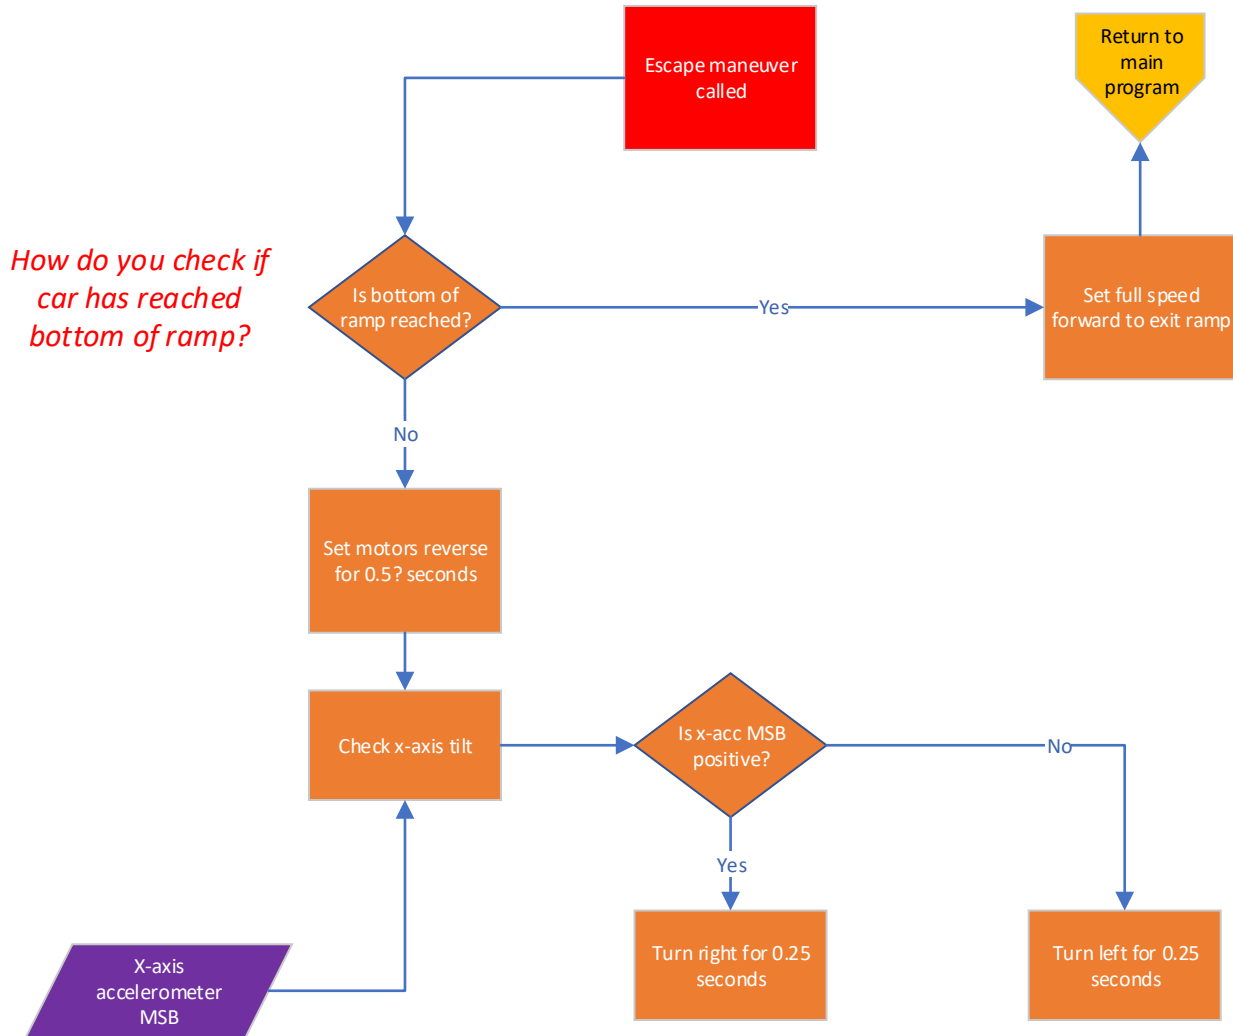 Escape maneuver
called
Return to
main
program
How do you check if
car has reached
bottom of ramp?
Is bottom of
ramp reached?
Yes
Set full speed
forward to exit ramp
No
Set motors reverse
for 0.5? seconds
Check x-axis tilt
Is x-acc MSB
positive?
No
Yes
X-axis
accelerometer
MSB
Turn right for 0.25
seconds
Turn left for 0.25
seconds